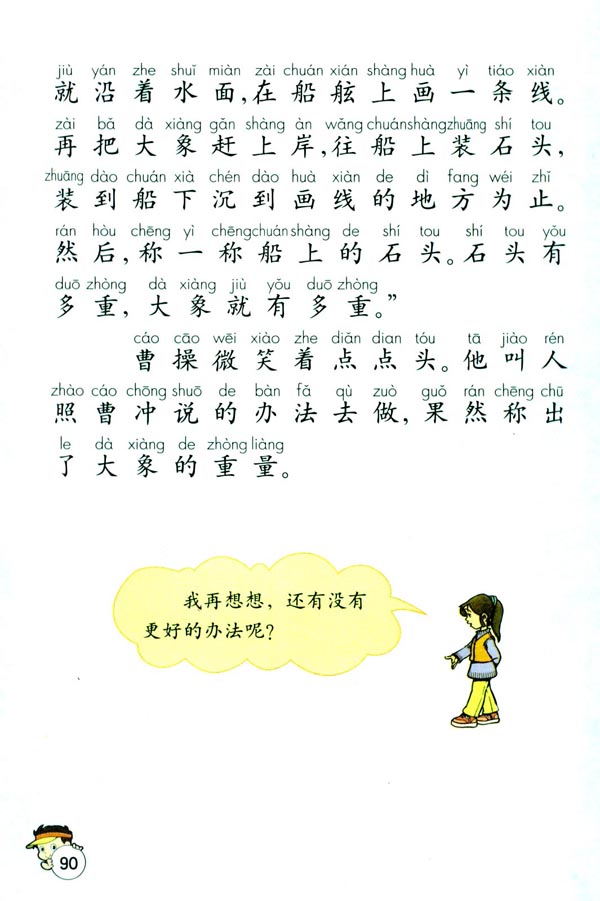 jiù yán zhe shuǐ miàn zài chuán xián shàng huà yì tiáo xiàn
就沿着水面,在船舷上画一条线。
zài bǎ dà xiàng gǎn shàng àn wǎng chuán shàng zhuāng shí tou
再把大象赶上岸,往船上装石头,
zhuāng dào chuán xià chén dào huà xiàn de dì fang wéi zhǐ
装到船下沉到画线的地方为止。
rán hòu chēng yì chēng chuán shàng de shí tou shí tou yǒu
然后,称一称船上的石头。石头有
duō zhòng dà xiàng jiù yǒu duō zhòng
多重,大象就有多重。”
cáo cāo wēi xiào zhe diǎn dian tóu tā jiào rén
曹操微笑着点点头。他叫人
zhào cáo chōng shuō de bàn fǎ qù zuò guǒ rán chēng chū
照曹冲说的办法去做,果然称出
le dà xiàng de zhòng liàng
了大象的重量。
我再想想，还有没有
更好的办法呢?
90